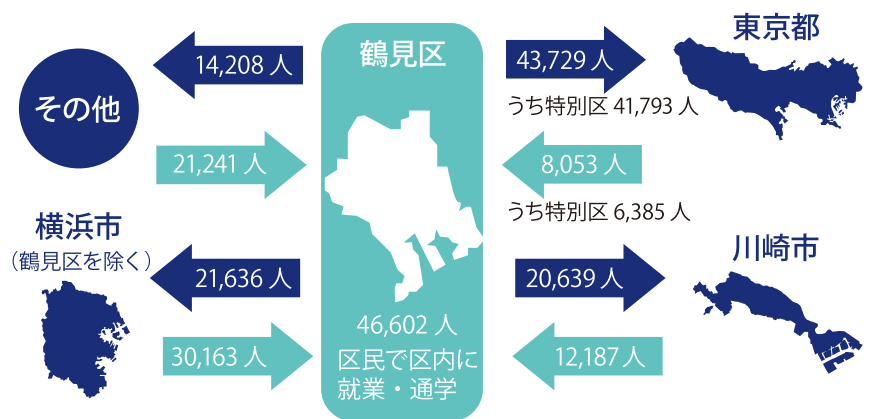 その他
14,208 人
21,241 人
横浜市
(鶴見区を除く)
21,636 人
30,163 人
鶴見区
46,602 人
区民で区内に
就業・通学
東京都
43,729 人
うち特別区 41,793 人
8,053 人
うち特別区 6,385 人
川崎市
20,639 人
12,187 人